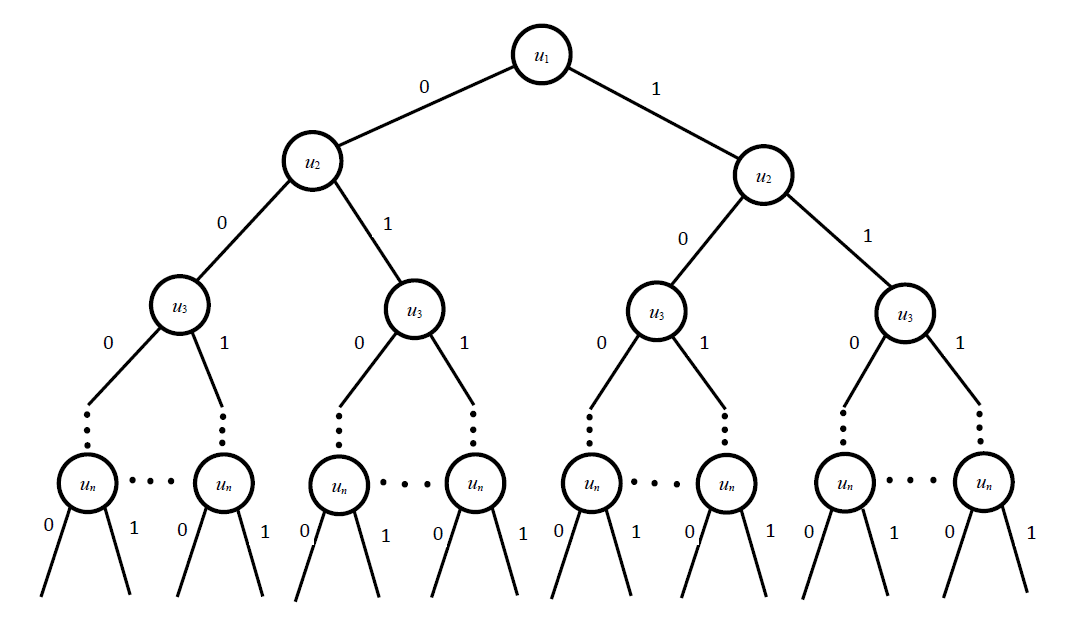 u₁
0 1
u₂ u₂
0 1 0 1
u₃ u₃ u₃ u₃
0 1 0 1 0 1 0 1
uₙ uₙ uₙ uₙ uₙ uₙ uₙ uₙ
0 1 0 1 0 1 0 1 0 1 0 1 0 1 0 1